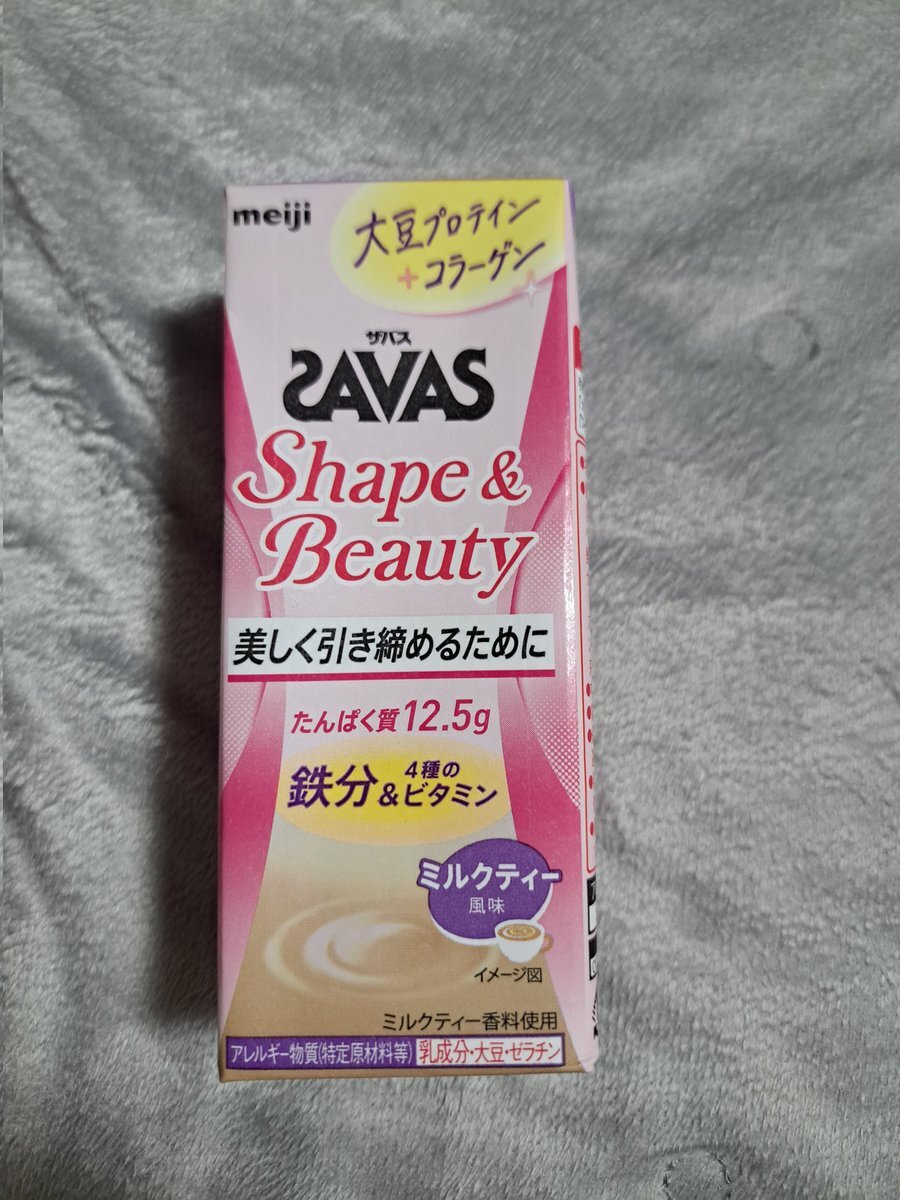 meiji
大豆プロテイン
+コラーゲン
ザバス
SAVAS
Shape &
Beauty
美しく引き締めるために
たんぱく質12.5g
鉄分&4種のビタミン
ミルクティー
風味
イメージ図
ミルクティー香料使用
アレルギー物質(特定原材料等) 乳成分・大豆・ゼラチン